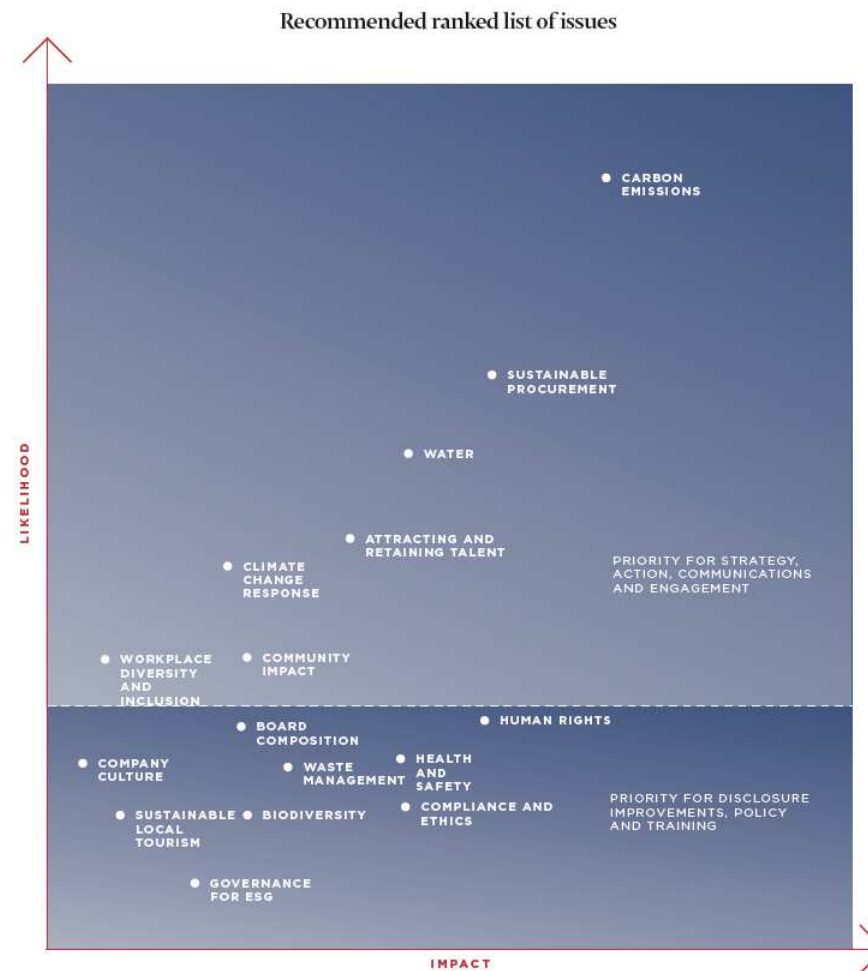 Recommended ranked list of issues
CARBON
EMISSIONS
SUSTAINABLE
PROCUREMENT
WATER
ATTRACTING AND
RETAINING TALENT
CLIMATE
CHANGE
RESPONSE
PRIORITY FOR STRATEGY,
ACTION, COMMUNICATIONS
AND ENGAGEMENT
WORKPLACE
DIVERSITY
AND
INCLUSION
COMMUNITY
IMPACT
HUMAN RIGHTS
BOARD
COMPOSITION
COMPANY
CULTURE
WASTE
MANAGEMENT
HEALTH
AND
SAFETY
PRIORITY FOR DISCLOSURE
IMPROVEMENTS, POLICY
AND TRAINING
SUSTAINABLE
LOCAL
TOURISM
BIODIVERSITY
COMPLIANCE AND
ETHICS
GOVERNANCE
FOR ESG
LIKELIHOOD
IMPACT